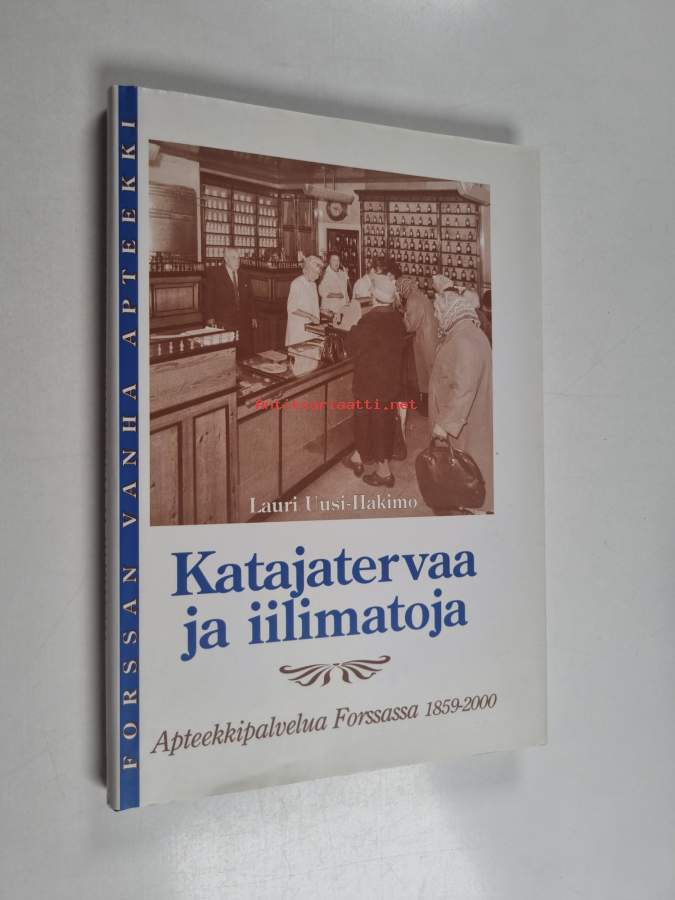 FORSSAN VANHA APTEEKKI
Antikvariaatti.net
Lauri Uusi-Hakimo
Katajatervaa
ja iilimatoja
Apteekkipalvelua Forssassa 1859-2000